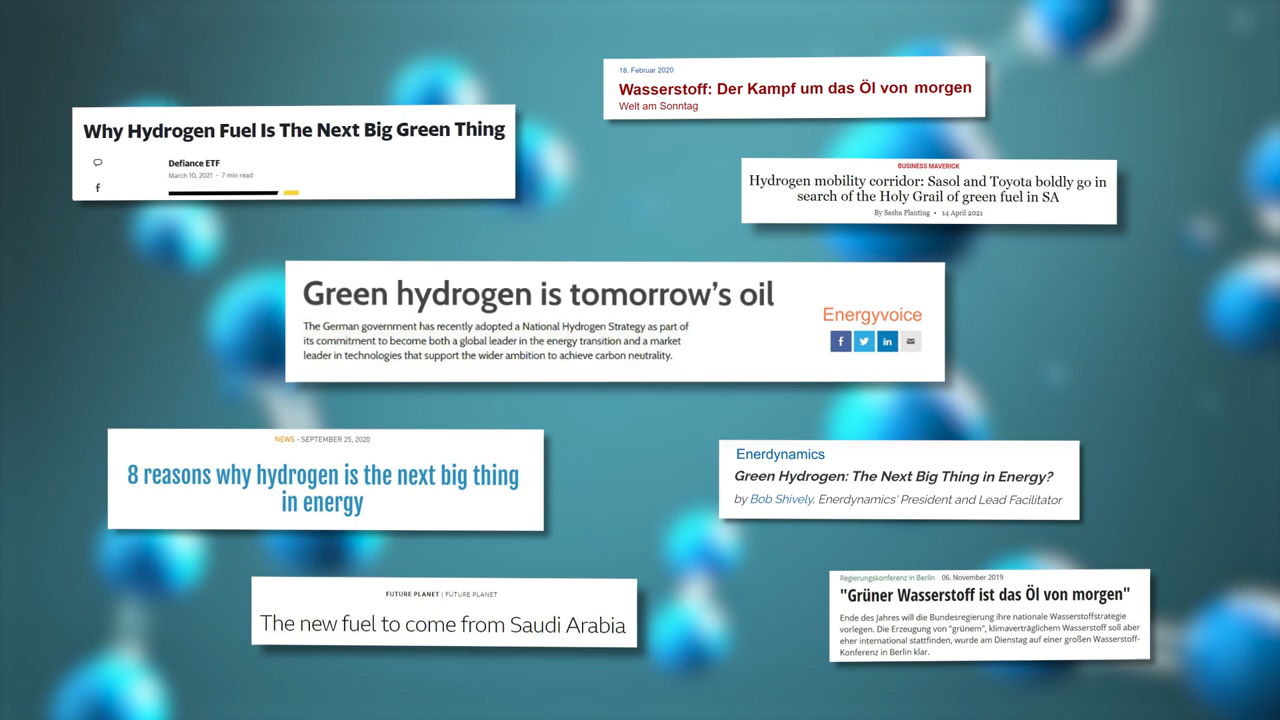 18. Februar 2020
Wasserstoff: Der Kampf um das Öl von morgen
Welt am Sonntag
Why Hydrogen Fuel Is The Next Big Green Thing
Defiance ETF
March 10, 2021 · 7 min read
f
BUSINESS MAVERICK
Hydrogen mobility corridor: Sasol and Toyota boldly go in
search of the Holy Grail of green fuel in SA
By Sasha Planting • 14 April 2021
Green hydrogen is tomorrow's oil
The German government has recently adopted a National Hydrogen Strategy as part of
its commitment to become both a global leader in the energy transition and a market
leader in technologies that support the wider ambition to achieve carbon neutrality.
Energyvoice
f in
NEWS - SEPTEMBER 25, 2020
8 reasons why hydrogen is the next big thing
in energy
Enerdynamics
Green Hydrogen: The Next Big Thing in Energy?
by Bob Shively, Enerdynamics' President and Lead Facilitator
FUTURE PLANET | FUTURE PLANET
The new fuel to come from Saudi Arabia
Regierungskonferenz in Berlin 06. November 2019
"Grüner Wasserstoff ist das Öl von morgen"
Ende des Jahres will die Bundesregierung ihre nationale Wasserstoffstrategie
vorlegen. Die Erzeugung von "grünem", klimaverträglichem Wasserstoff soll aber
eher international stattfinden, wurde am Dienstag auf einer großen Wasserstoff-
Konferenz in Berlin klar.